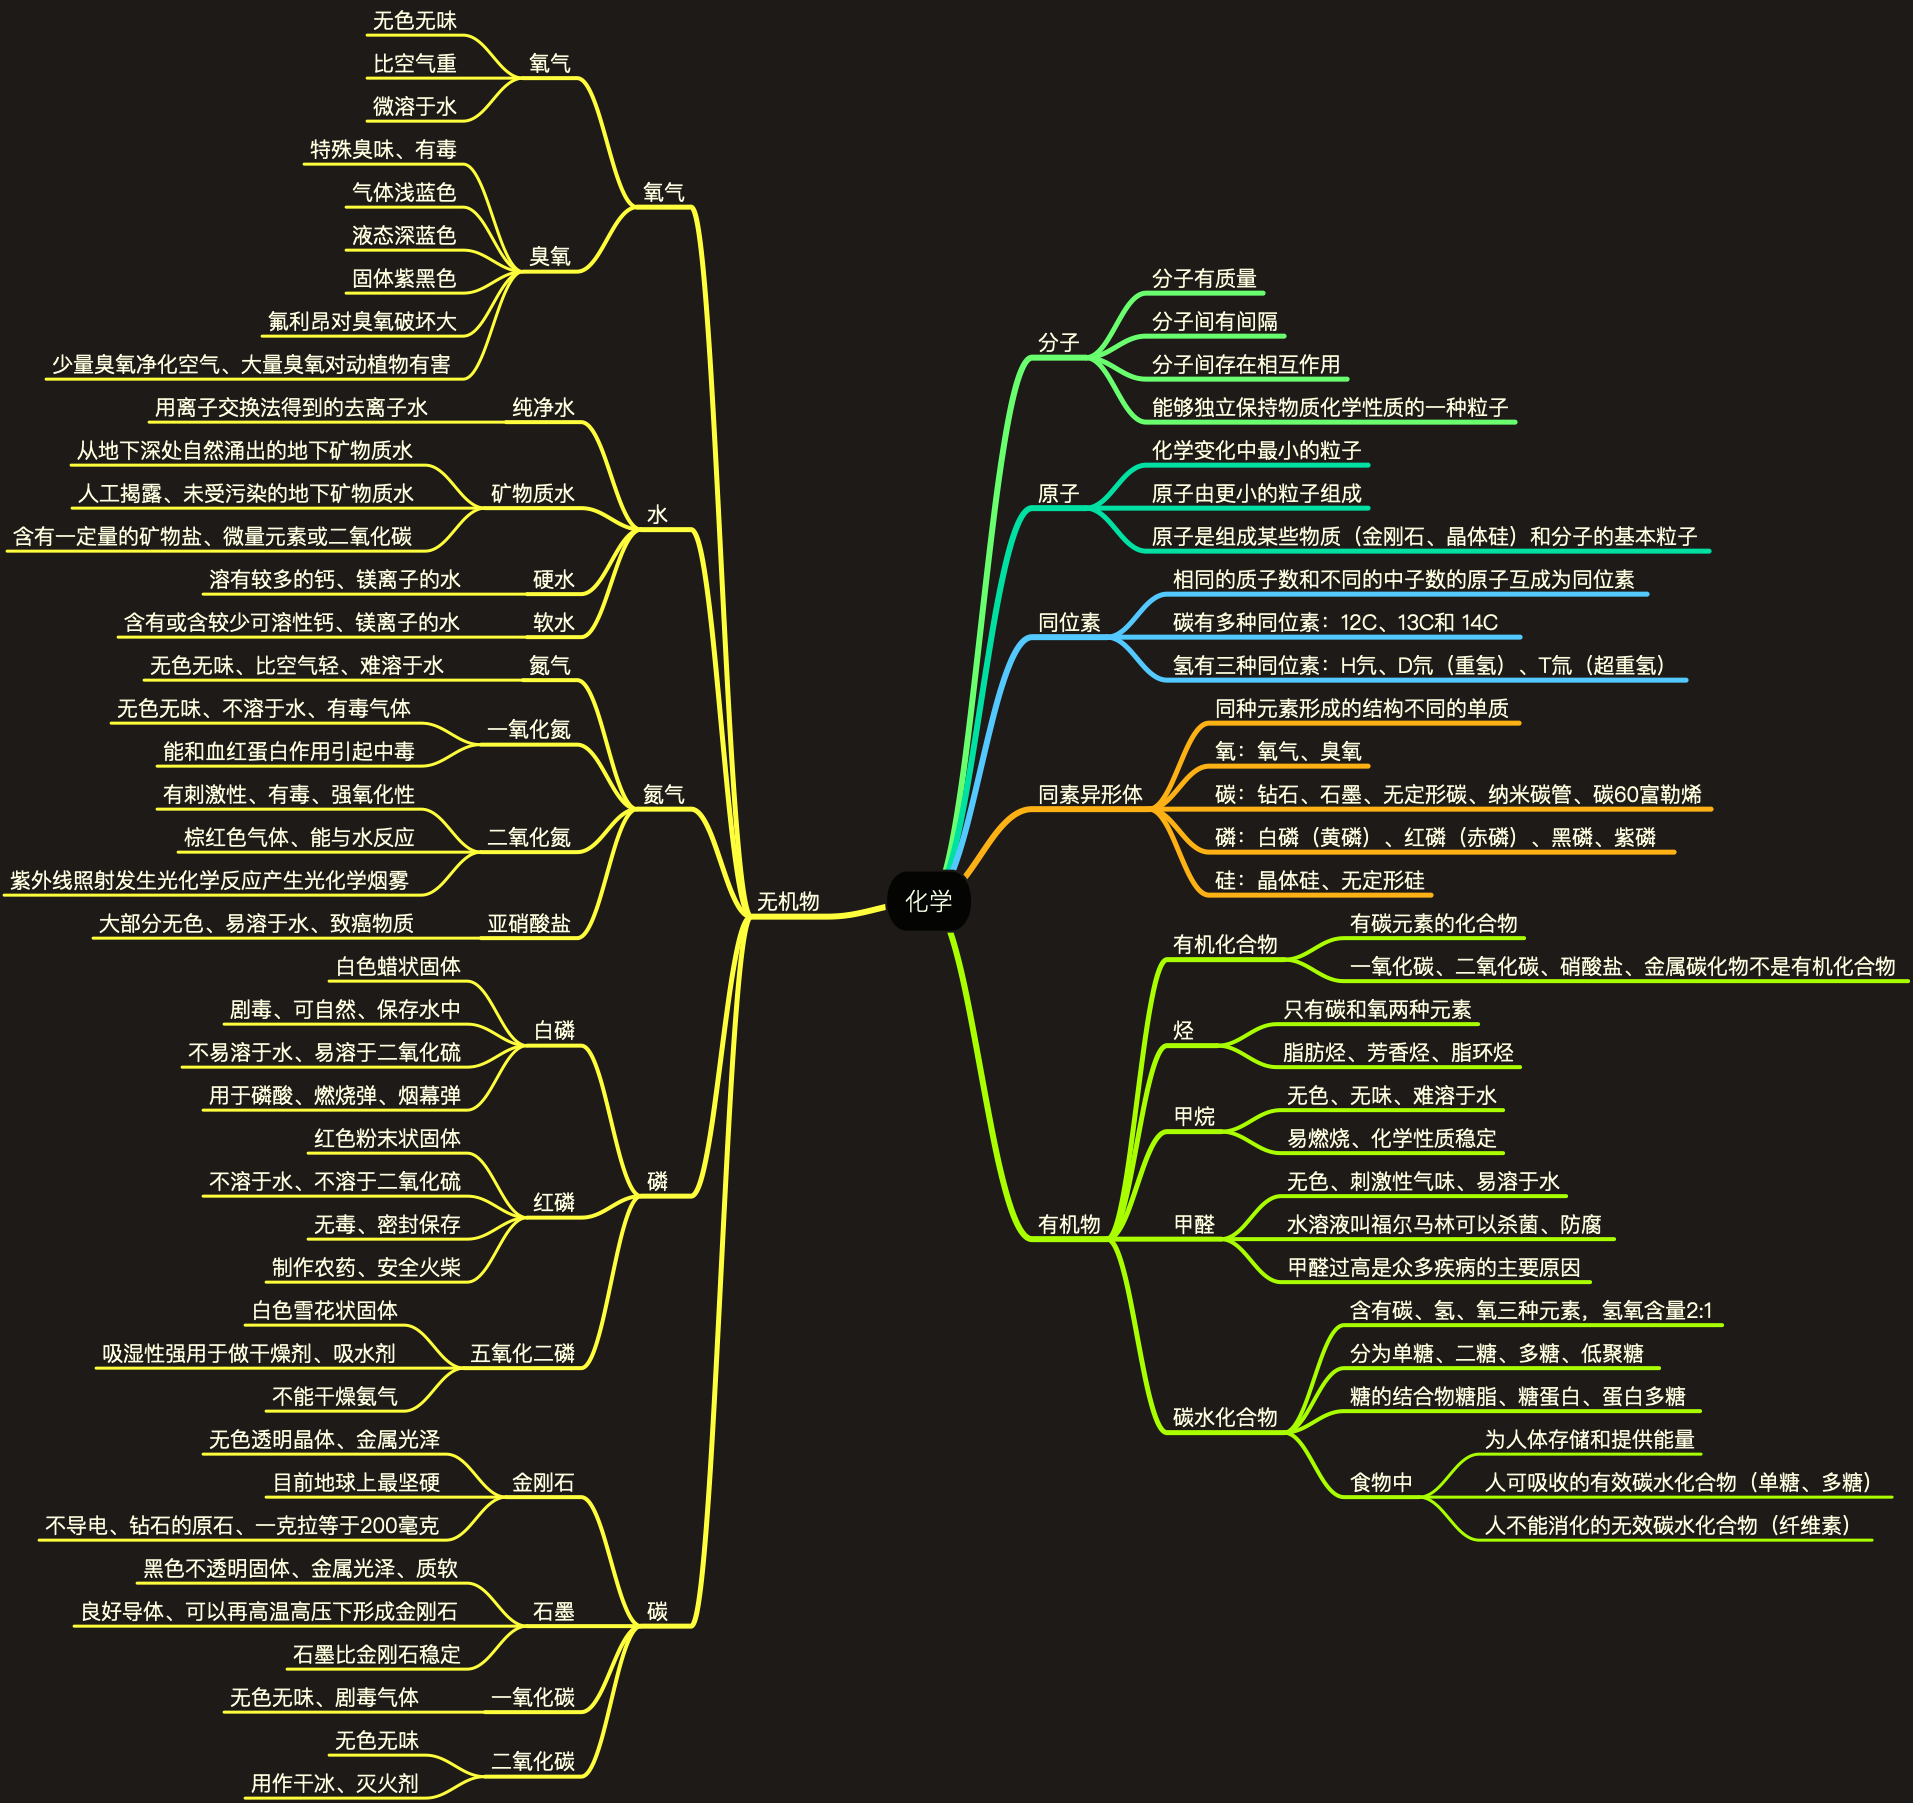 化学
分子
分子有质量
分子间有间隔
分子间存在相互作用
能够独立保持物质化学性质的一种粒子
原子
化学变化中最小的粒子
原子由更小的粒子组成
原子是组成某些物质（金刚石、晶体硅）和分子的基本粒子
同位素
相同的质子数和不同的中子数的原子互成为同位素
碳有多种同位素：12C、13C和 14C
氢有三种同位素：H氕、D氘（重氢）、T氚（超重氢）
同素异形体
同种元素形成的结构不同的单质
氧：氧气、臭氧
碳：钻石、石墨、无定形碳、纳米碳管、碳60富勒烯
磷：白磷（黄磷）、红磷（赤磷）、黑磷、紫磷
硅：晶体硅、无定形硅
有机物
有机化合物
有碳元素的化合物
一氧化碳、二氧化碳、硝酸盐、金属碳化物不是有机化合物
烃
只有碳和氧两种元素
脂肪烃、芳香烃、脂环烃
甲烷
无色、无味、难溶于水
易燃烧、化学性质稳定
甲醛
无色、刺激性气味、易溶于水
水溶液叫福尔马林可以杀菌、防腐
甲醛过高是众多疾病的主要原因
碳水化合物
含有碳、氢、氧三种元素，氢氧含量2:1
分为单糖、二糖、多糖、低聚糖
糖的结合物糖脂、糖蛋白、蛋白多糖
食物中
为人体存储和提供能量
人可吸收的有效碳水化合物（单糖、多糖）
人不能消化的无效碳水化合物（纤维素）
无机物
氧气
氧气
无色无味
比空气重
微溶于水
臭氧
特殊臭味、有毒
气体浅蓝色
液态深蓝色
固体紫黑色
氟利昂对臭氧破坏大
少量臭氧净化空气、大量臭氧对动植物有害
水
纯净水
用离子交换法得到的去离子水
矿物质水
从地下深处自然涌出的地下矿物质水
人工揭露、未受污染的地下矿物质水
含有一定量的矿物盐、微量元素或二氧化碳
硬水
溶有较多的钙、镁离子的水
软水
含有或含较少可溶性钙、镁离子的水
氮气
氮气
无色无味、比空气轻、难溶于水
一氧化氮
无色无味、不溶于水、有毒气体
能和血红蛋白作用引起中毒
二氧化氮
有刺激性、有毒、强氧化性
棕红色气体、能与水反应
紫外线照射发生光化学反应产生光化学烟雾
亚硝酸盐
大部分无色、易溶于水、致癌物质
磷
白磷
白色蜡状固体
剧毒、可自然、保存水中
不易溶于水、易溶于二氧化硫
用于磷酸、燃烧弹、烟幕弹
红磷
红色粉末状固体
不溶于水、不溶于二氧化硫
无毒、密封保存
制作农药、安全火柴
五氧化二磷
白色雪花状固体
吸湿性强用于做干燥剂、吸水剂
不能干燥氨气
碳
金刚石
无色透明晶体、金属光泽
目前地球上最坚硬
不导电、钻石的原石、一克拉等于200毫克
石墨
黑色不透明固体、金属光泽、质软
良好导体、可以再高温高压下形成金刚石
石墨比金刚石稳定
一氧化碳
无色无味、剧毒气体
二氧化碳
无色无味
用作干冰、灭火剂